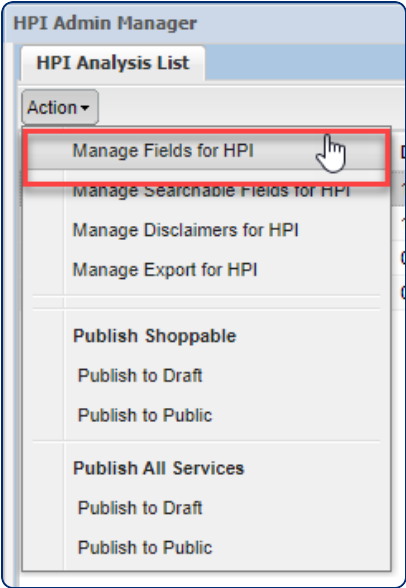 HPI Admin Manager
HPI Analysis List
Action
Manage Fields for HPI
Manage Searchable Fields for HPI
Manage Disclaimers for HPI
Manage Export for HPI
Publish Shoppable
Publish to Draft
Publish to Public
Publish All Services
Publish to Draft
Publish to Public